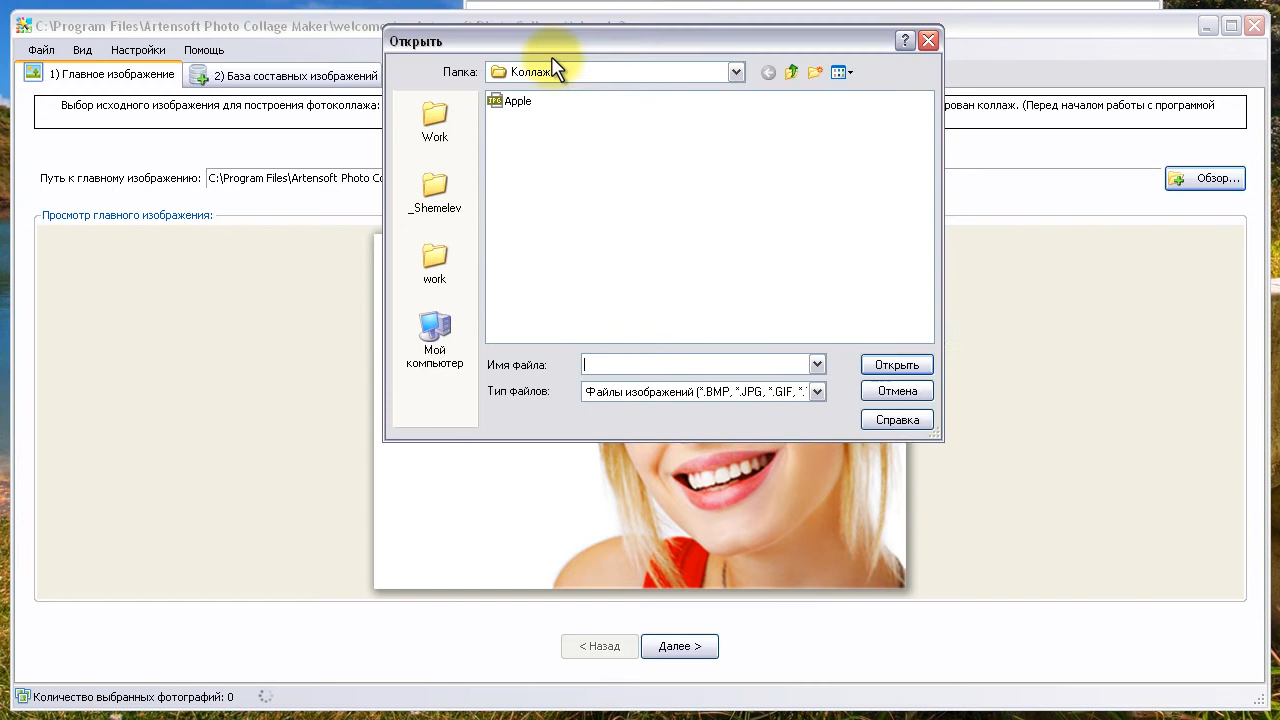 C:\Program Files\Artensoft Photo Collage Maker\welcome
Файл Вид Настройки Помощь
1) Главное изображение
2) База составных изображений
Выбор исходного изображения для построения фотоколлажа:
ован коллаж. (Перед началом работы с программой
Путь к главному изображению: C:\Program Files\Artensoft Photo Co
Обзор...
Просмотр главного изображения:
Открыть
Папка: Коллаж
Apple
Work
_Shemelev
work
Мой
компьютер
Имя файла:
Открыть
Тип файлов: Файлы изображений (*.BMP, *.JPG, *.GIF, *.
Отмена
Справка
< Назад Далее >
Количество выбранных фотографий: 0